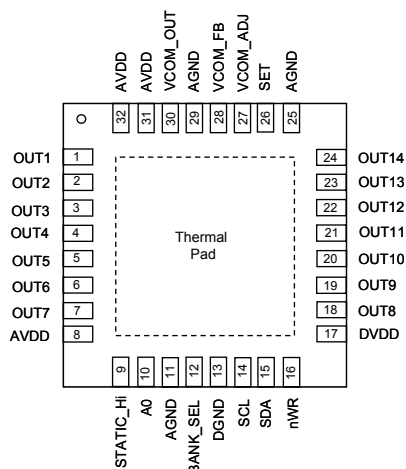 AVDD
AVDD
VCOM_OUT
AGND
VCOM_FB
VCOM_ADJ
SET
AGND
32
31
30
29
28
27
26
25
OUT1 1
OUT2 2
OUT3 3
OUT4 4
OUT5 5
OUT6 6
OUT7 7
AVDD 8
Thermal
Pad
24 OUT14
23 OUT13
22 OUT12
21 OUT11
20 OUT10
19 OUT9
18 OUT8
17 DVDD
9
10
11
12
13
14
15
16
STATIC_Hi
A0
AGND
BANK_SEL
DGND
SCL
SDA
nWR